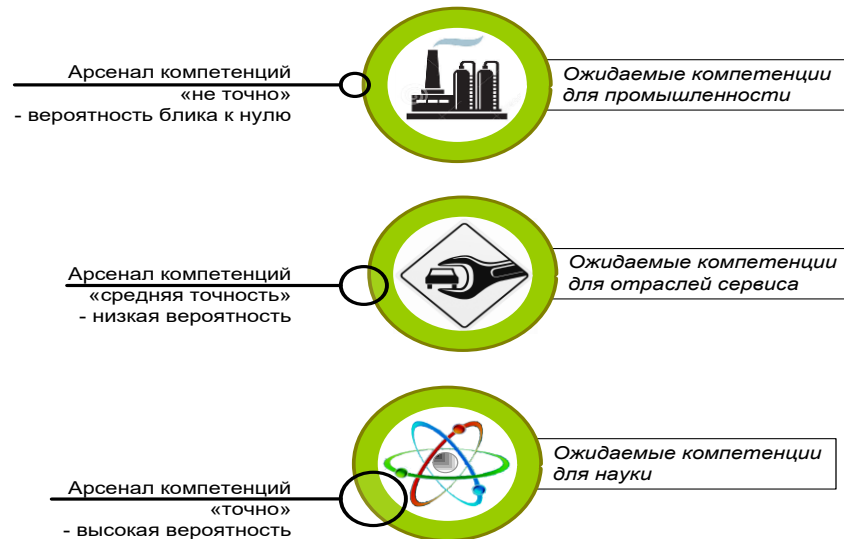 Арсенал компетенций
«не точно»
- вероятность блика к нулю
Ожидаемые компетенции
для промышленности
Арсенал компетенций
«средняя точность»
- низкая вероятность
Ожидаемые компетенции
для отраслей сервиса
Арсенал компетенций
«точно»
- высокая вероятность
Ожидаемые компетенции
для науки